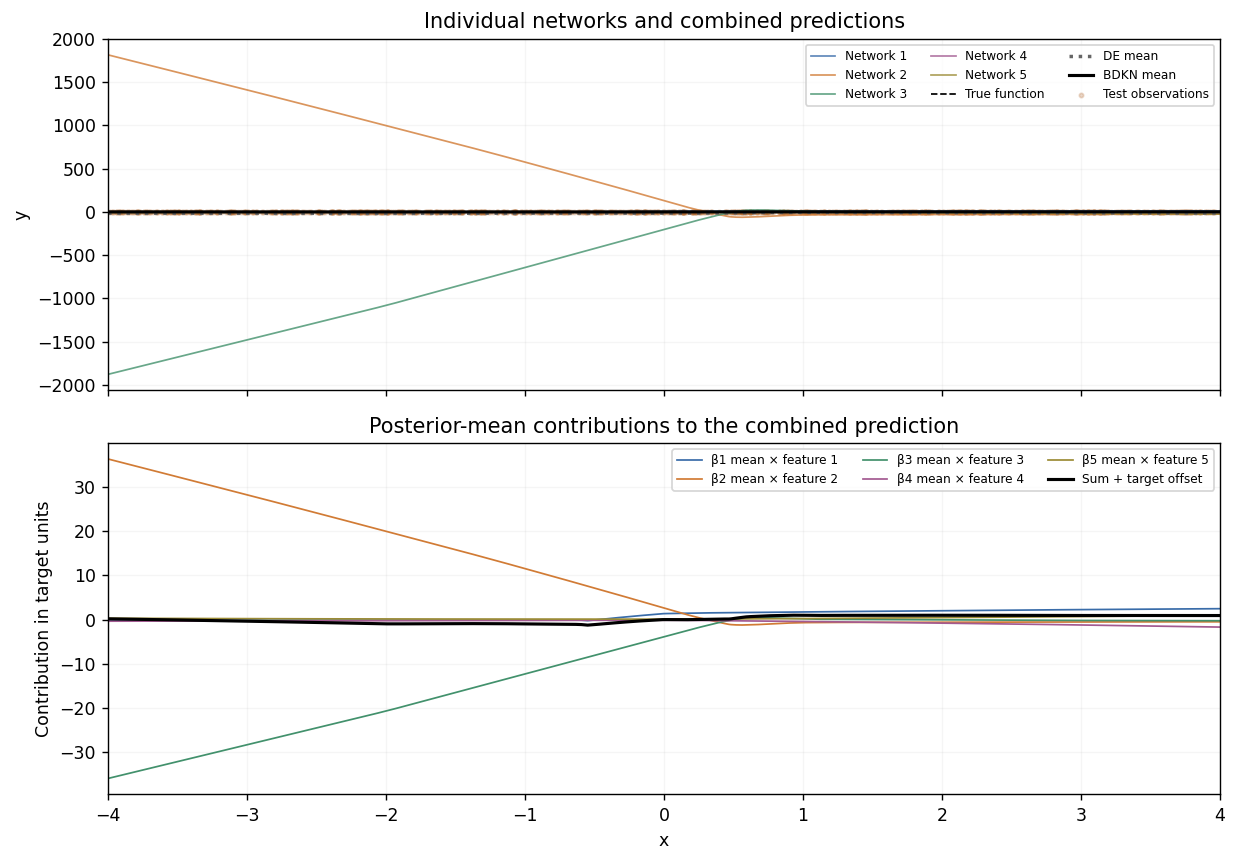 Individual networks and combined predictions
2000
1500
1000
500
0
−500
−1000
−1500
−2000
y
Network 1
Network 2
Network 3
Network 4
Network 5
True function
DE mean
BDKN mean
Test observations
Posterior-mean contributions to the combined prediction
30
20
10
0
−10
−20
−30
Contribution in target units
β1 mean × feature 1
β2 mean × feature 2
β3 mean × feature 3
β4 mean × feature 4
β5 mean × feature 5
Sum + target offset
−4
−3
−2
−1
0
1
2
3
4
x